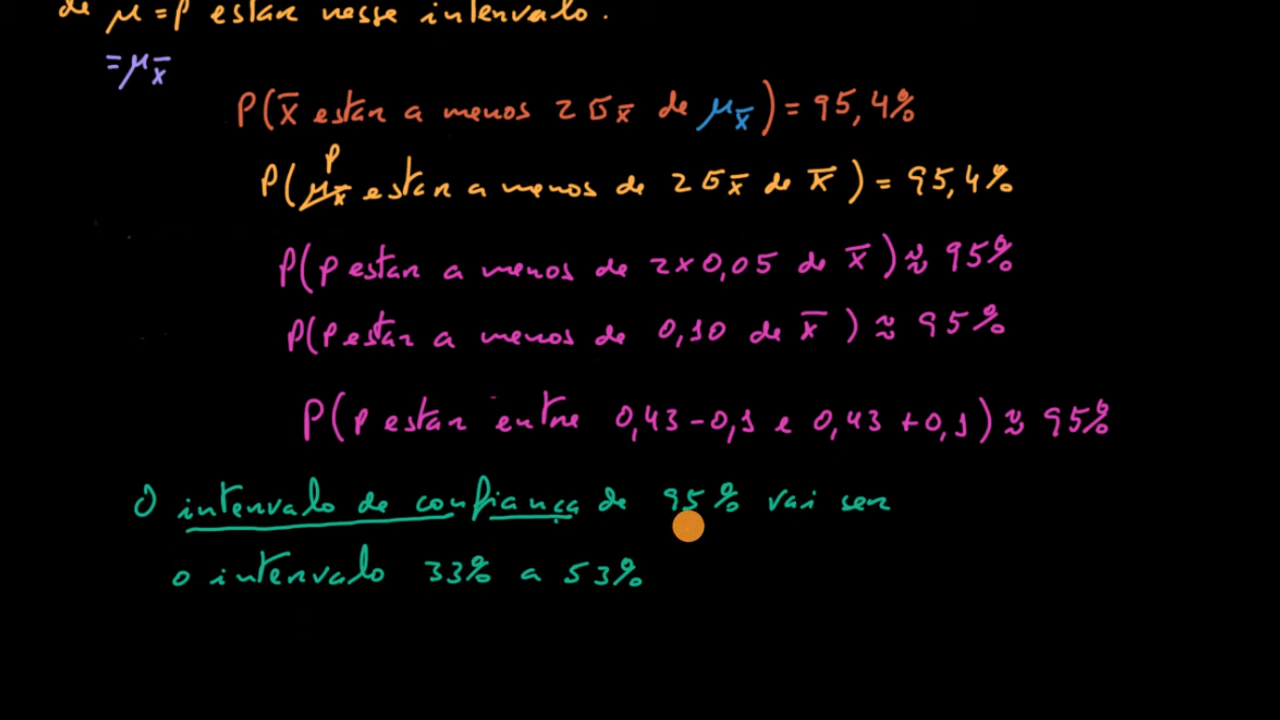 de μ = P estar nesse intervalo.
= μx̄
P(x̄ estar a menos 2σx̄ de μx̄) = 95,4%
P
P(μx̄ estar a menos de 2σx̄ de x̄) = 95,4%
P(P estar a menos de 2×0,05 de x̄) ≈ 95%
P(P estar a menos de 0,10 de x̄) ≈ 95%
P(P estar entre 0,43-0,1 e 0,43+0,1) ≈ 95%
O intervalo de confiança de 95% vai ser
o intervalo 33% a 53%